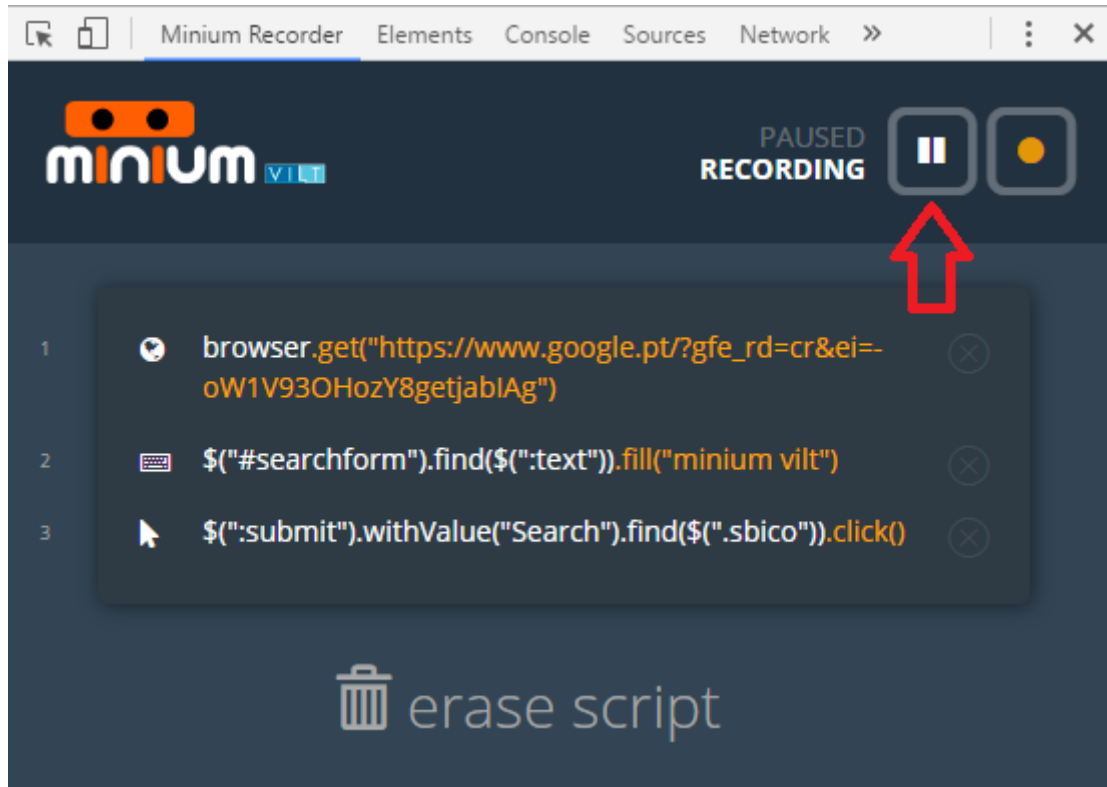 Minium Recorder Elements Console Sources Network »
minium VILT
PAUSED
RECORDING
1 browser.get("https://www.google.pt/?gfe_rd=cr&ei=-
oW1V93OHozY8getjabIAg")
2 $("#searchform").find($(":text")).fill("minium vilt")
3 $(":submit").withValue("Search").find($(".sbico")).click()
erase script